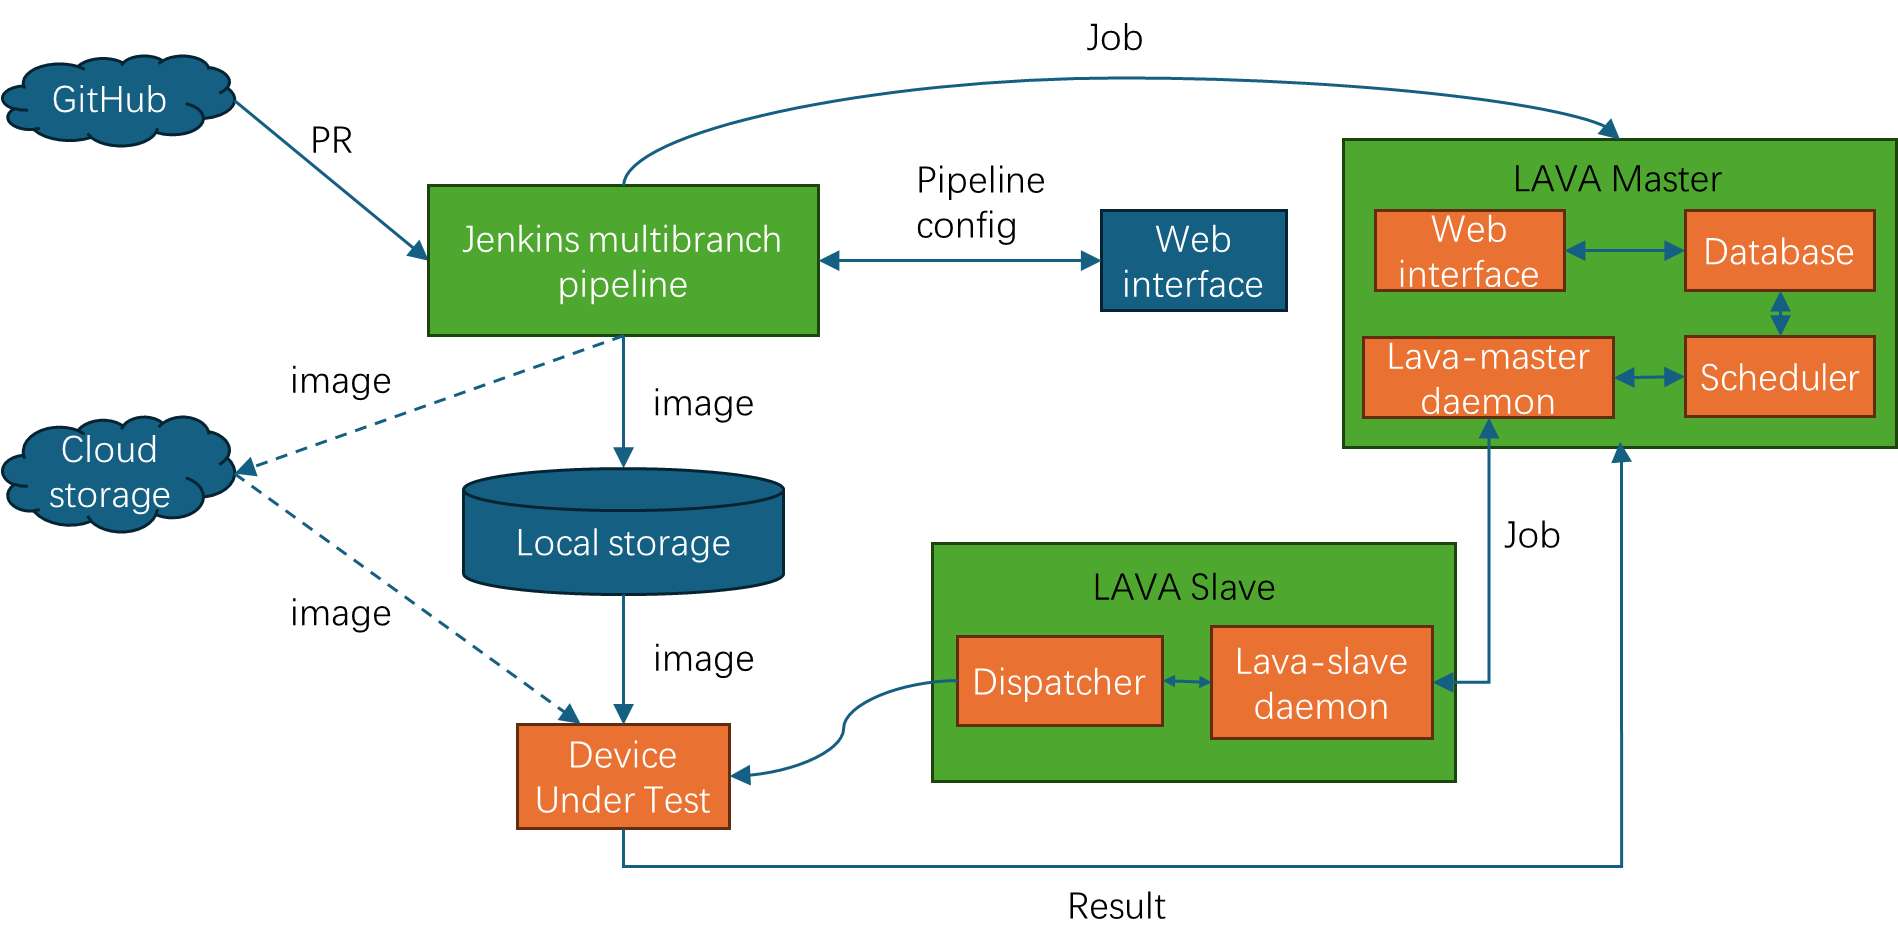 Job
GitHub
PR
Pipeline
config
Jenkins multibranch
pipeline
Web
interface
LAVA Master
Web
interface
Database
Lava-master
daemon
Scheduler
image
image
Cloud
storage
Local storage
Job
LAVA Slave
image
image
Dispatcher
Lava-slave
daemon
Device
Under Test
Result